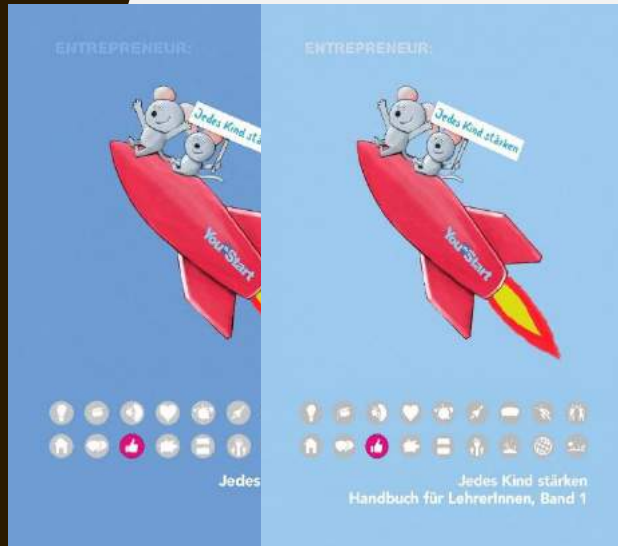 ENTREPRENEUR:
Jedes Kind stä
You Start
Jedes
ENTREPRENEUR:
Jedes Kind stärken
You Start
Jedes Kind stärken
Handbuch für LehrerInnen, Band 1